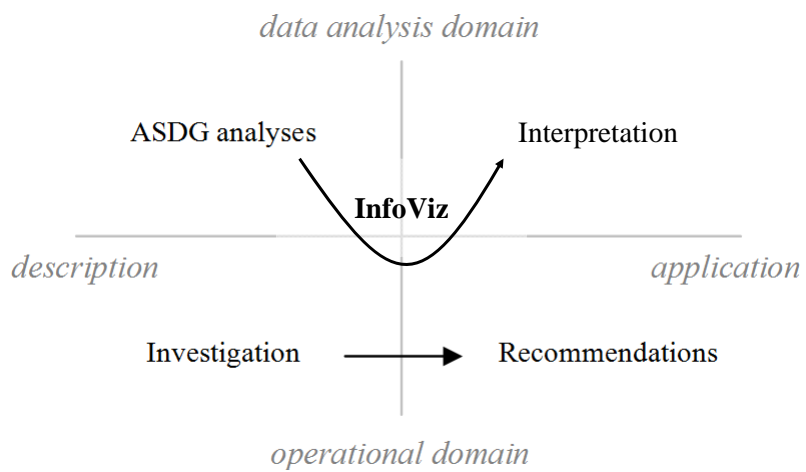 data analysis domain
ASDG analyses
Interpretation
InfoViz
description
application
Investigation
Recommendations
operational domain